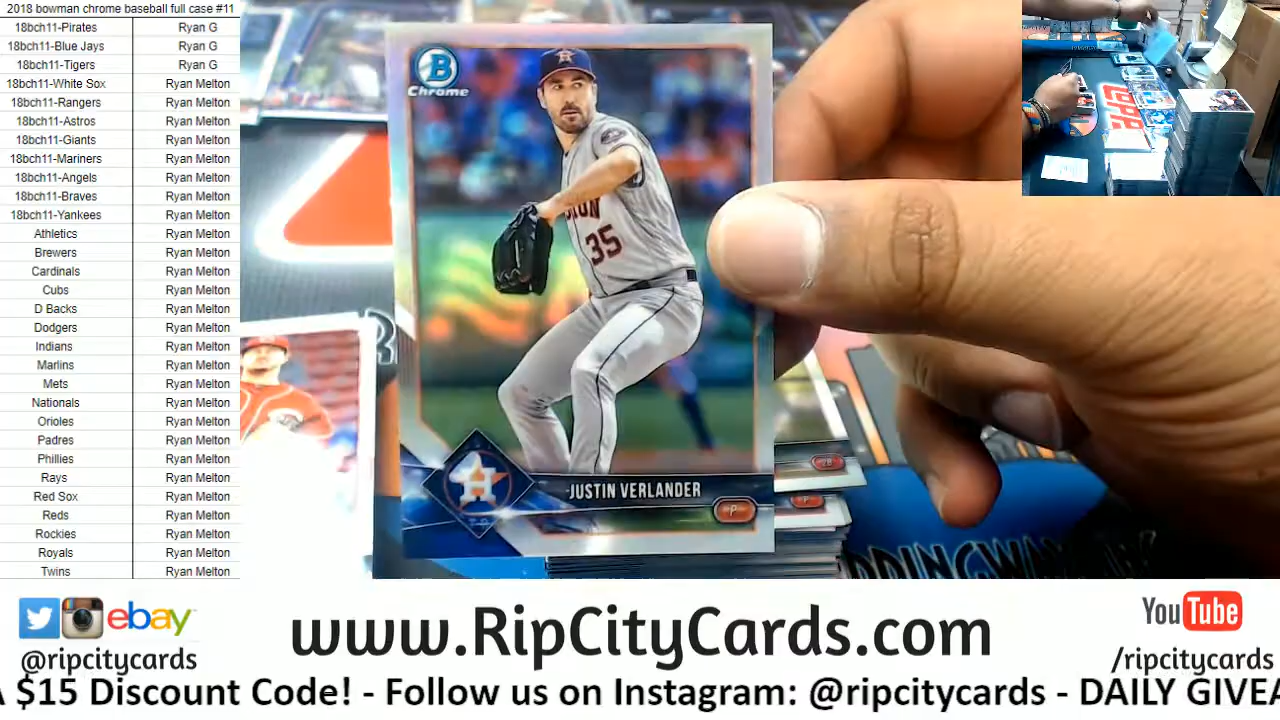 2018 bowman chrome baseball full case #11
18bch11-Pirates Ryan G
18bch11-Blue Jays Ryan G
18bch11-Tigers Ryan G
18bch11-White Sox Ryan Melton
18bch11-Rangers Ryan Melton
18bch11-Astros Ryan Melton
18bch11-Giants Ryan Melton
18bch11-Mariners Ryan Melton
18bch11-Angels Ryan Melton
18bch11-Braves Ryan Melton
18bch11-Yankees Ryan Melton
Athletics Ryan Melton
Brewers Ryan Melton
Cardinals Ryan Melton
Cubs Ryan Melton
D Backs Ryan Melton
Dodgers Ryan Melton
Indians Ryan Melton
Marlins Ryan Melton
Mets Ryan Melton
Nationals Ryan Melton
Orioles Ryan Melton
Padres Ryan Melton
Phillies Ryan Melton
Rays Ryan Melton
Red Sox Ryan Melton
Reds Ryan Melton
Rockies Ryan Melton
Royals Ryan Melton
Twins Ryan Melton
B
Chrome
35
H
JUSTIN VERLANDER
P
2B
P
ebay
@ripcitycards
www.RipCityCards.com
YouTube
/ripcitycards
A $15 Discount Code! - Follow us on Instagram: @ripcitycards - DAILY GIVEA